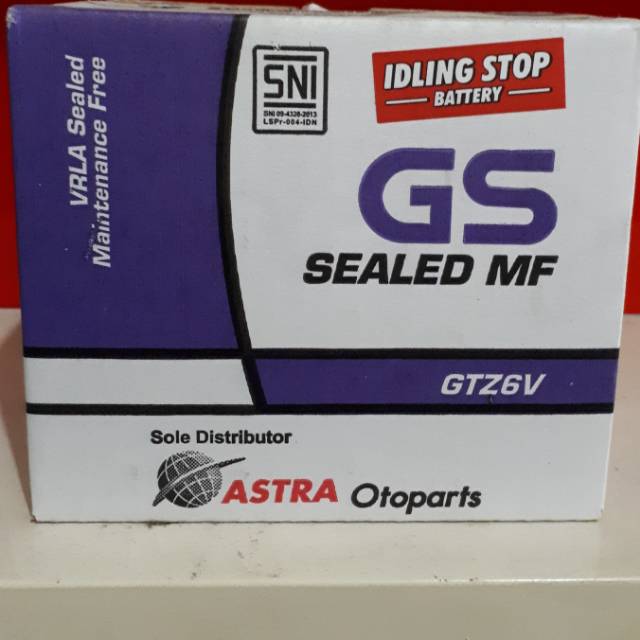 VRLA Sealed
Maintenance Free
SNI
SNI 09-4326-2013
LSPr-004-IDN
IDLING STOP
BATTERY
GS
SEALED MF
GTZ6V
Sole Distributor
ASTRA Otoparts